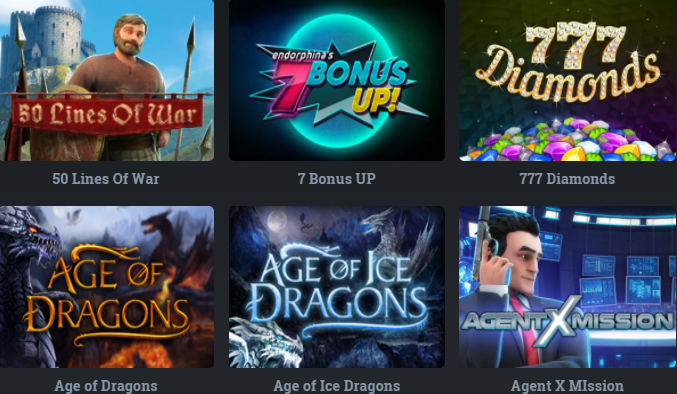 50 Lines Of War
endorphina's
7 BONUS
UP!
777
Diamonds
50 Lines Of War
7 Bonus UP
777 Diamonds
AGE OF
DRAGONS
AGE OF ICE
DRAGONS
AGENT X MISSION
Age of Dragons
Age of Ice Dragons
Agent X MIssion